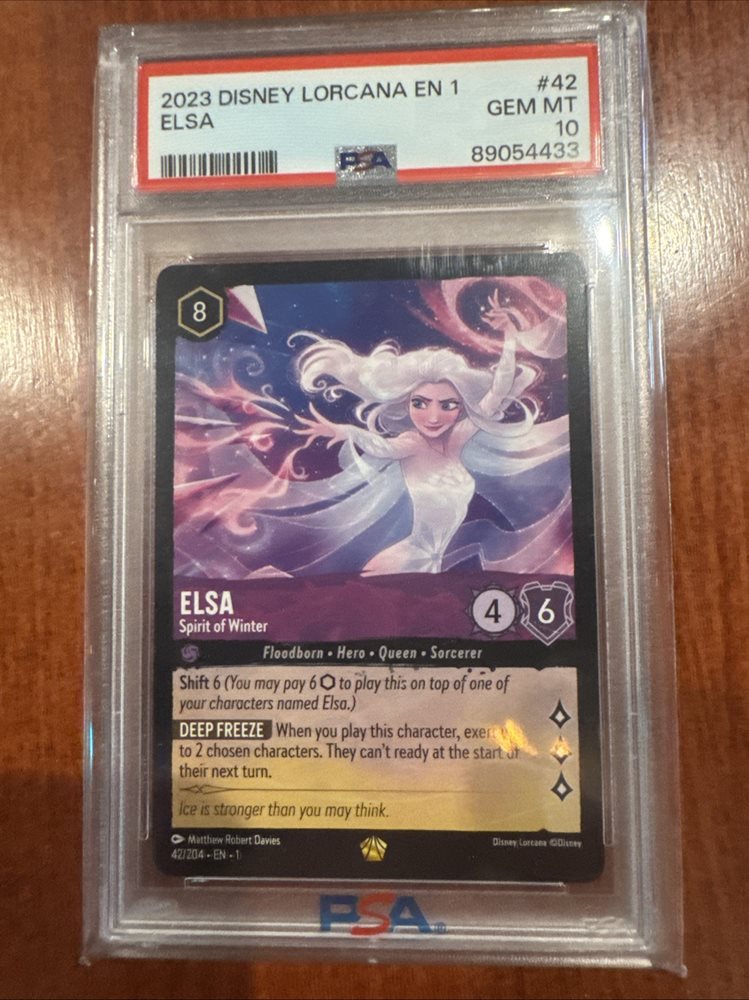 2023 DISNEY LORCANA EN 1 #42
ELSA GEM MT
10
PSA 89054433
8
ELSA
Spirit of Winter
4 6
Floodborn • Hero • Queen • Sorcerer
Shift 6 (You may pay 6 to play this on top of one of
your characters named Elsa.)
DEEP FREEZE When you play this character,
to 2 chosen characters. They can't ready at the start of
their next turn.
Ice is stronger than you may think.
Matthew Robert Davies
42/204 • EN • 1
Disney Lorcana ©Disney
PSA®